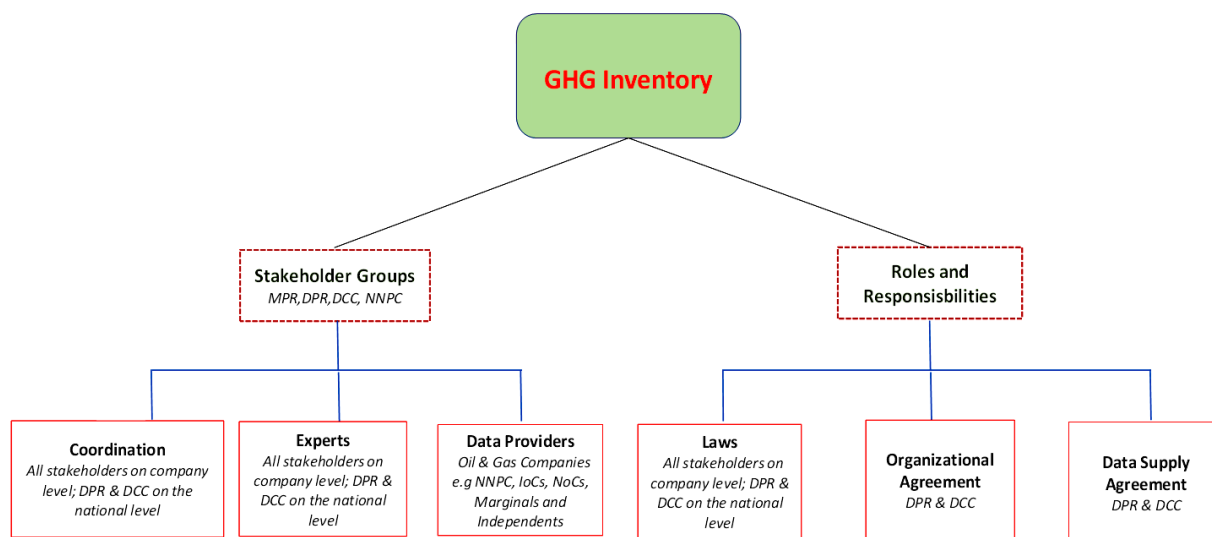 GHG Inventory
Stakeholder Groups
MPR,DPR,DCC, NNPC
Roles and
Responsisbilities
Coordination
All stakeholders on company
level; DPR & DCC on the
national level
Experts
All stakeholders on
company level; DPR &
DCC on the national
level
Data Providers
Oil & Gas Companies
e.g NNPC, IoCs, NoCs,
Marginals and
Independents
Laws
All stakeholders on
company level; DPR &
DCC on the national
level
Organizational
Agreement
DPR & DCC
Data Supply
Agreement
DPR & DCC